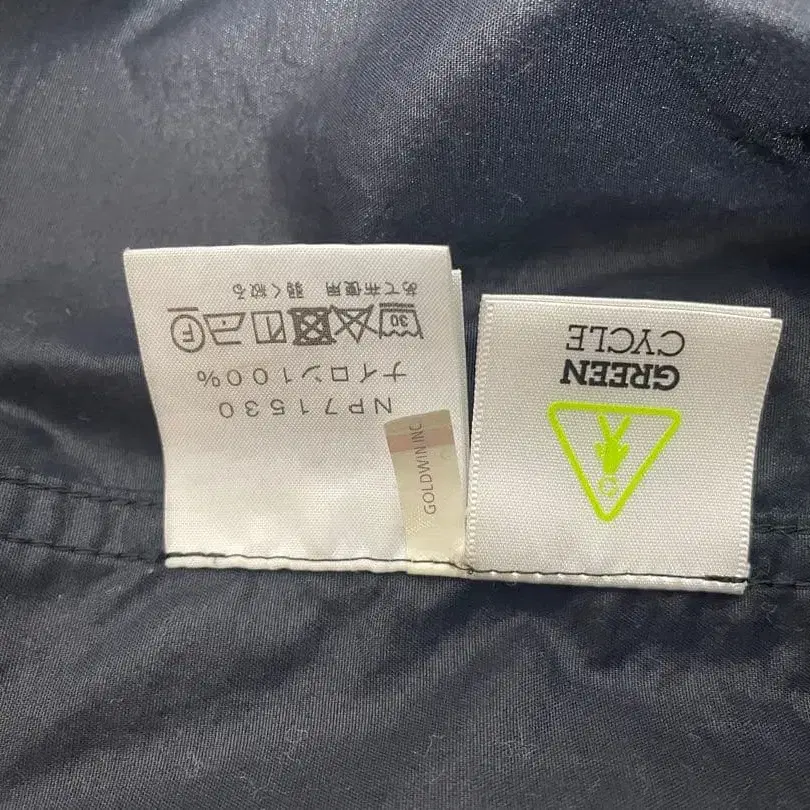 NP71530
ナイロン100%
30 F
あて布使用 弱く絞る
GOLDWIN INC.
GREEN
CYCLE